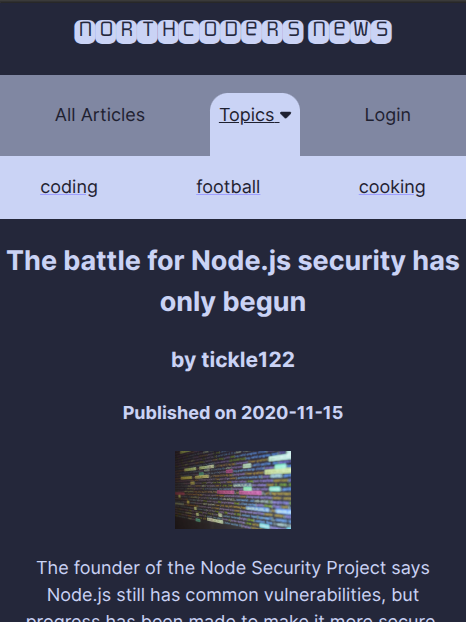 NORTHCODERS NEWS
All Articles Topics Login
coding football cooking
The battle for Node.js security has
only begun
by tickle122
Published on 2020-11-15
The founder of the Node Security Project says
Node.js still has common vulnerabilities, but
progress has been made to make it more secure.